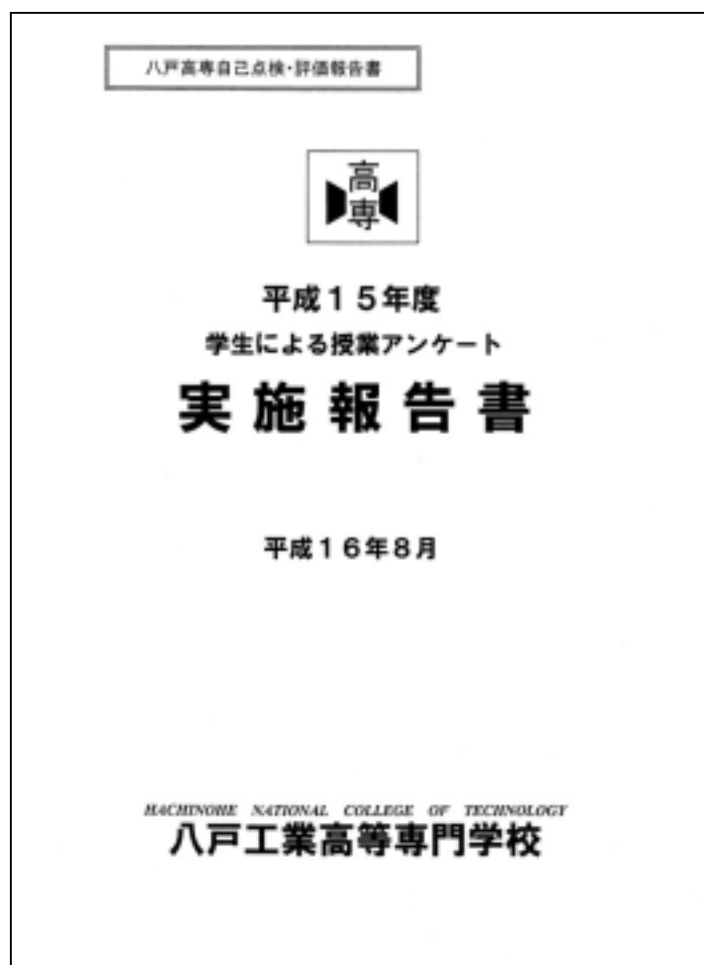 八戸高専自己点検・評価報告書
高
専
平成１５年度
学生による授業アンケート
実施報告書
平成１６年８月
HACHINOHE NATIONAL COLLEGE OF TECHNOLOGY
八戸工業高等専門学校